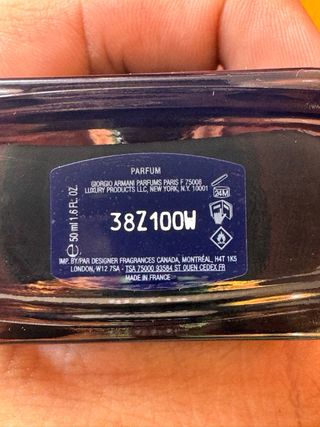 PARFUM
GIORGIO ARMANI PARFUMS PARIS F 75008
LUXURY PRODUCTS LLC, NEW YORK, N.Y. 10001
24M
e 50 ml 1.6 FL. OZ.
38Z100W
IMP. BY/PAR DESIGNER FRAGRANCES CANADA, MONTRÉAL, H4T 1K5
LONDON, W12 7SA - TSA 75000 93584 ST OUEN CEDEX FR
MADE IN FRANCE